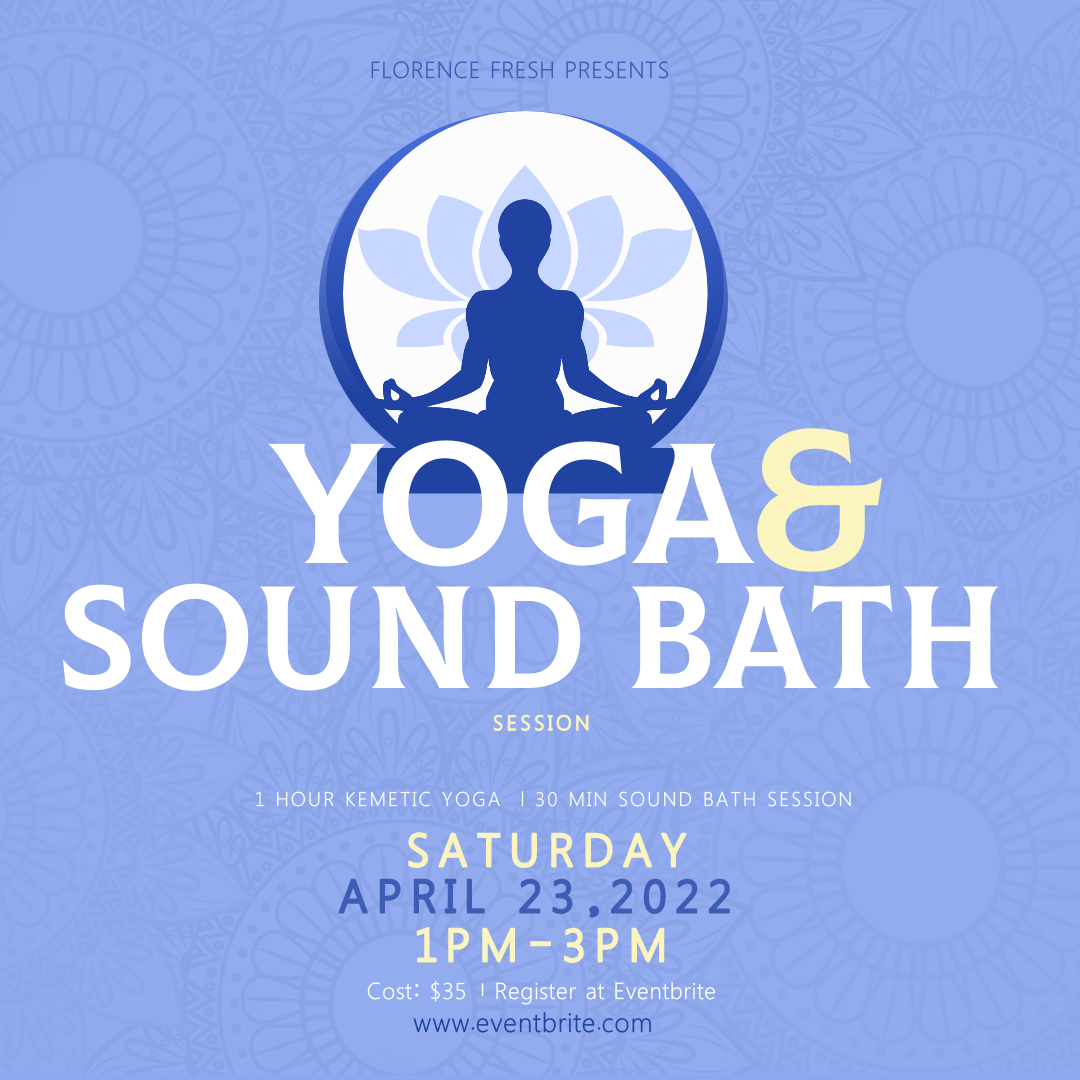 FLORENCE FRESH PRESENTS
YOGA&
SOUND BATH
SESSION
1 HOUR KEMETIC YOGA | 30 MIN SOUND BATH SESSION
SATURDAY
APRIL 23,2022
1PM-3PM
Cost: $35 | Register at Eventbrite
www.eventbrite.com